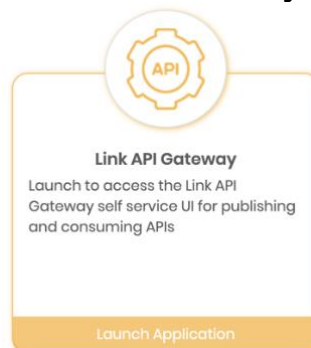 API
Link API Gateway
Launch to access the Link API
Gateway self service UI for publishing
and consuming APIs
Launch Application